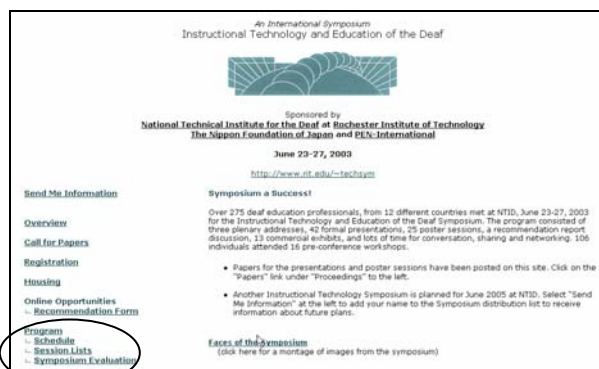 An International Symposium
Instructional Technology and Education of the Deaf
Sponsored by
National Technical Institute for the Deaf at Rochester Institute of Technology
The Nippon Foundation of Japan and PEN-International
June 23-27, 2003
http://www.rit.edu/~techsym
Send Me Information
Overview
Call for Papers
Registration
Housing
Online Opportunities
Recommendation Form
Program
Schedule
Session Lists
Symposium Evaluation
Symposium a Success!
Over 275 deaf education professionals, from 12 different countries met at NTID, June 23-27, 2003
for the Instructional Technology and Education of the Deaf Symposium. The program consisted of
three plenary addresses, 42 formal presentations, 25 poster sessions, a recommendation report
discussion, 13 commercial exhibits, and lots of time for conversation, sharing and networking. 106
individuals attended 16 pre-conference workshops.
• Papers for the presentations and poster sessions have been posted on this site. Click on the
"Papers" link under "Proceedings" to the left.
• Another Instructional Technology Symposium is planned for June 2005 at NTID. Select "Send
Me Information" at the left to add your name to the Symposium distribution list to receive
information about future plans.
Faces of the Symposium
(click here for a montage of images from the symposium)